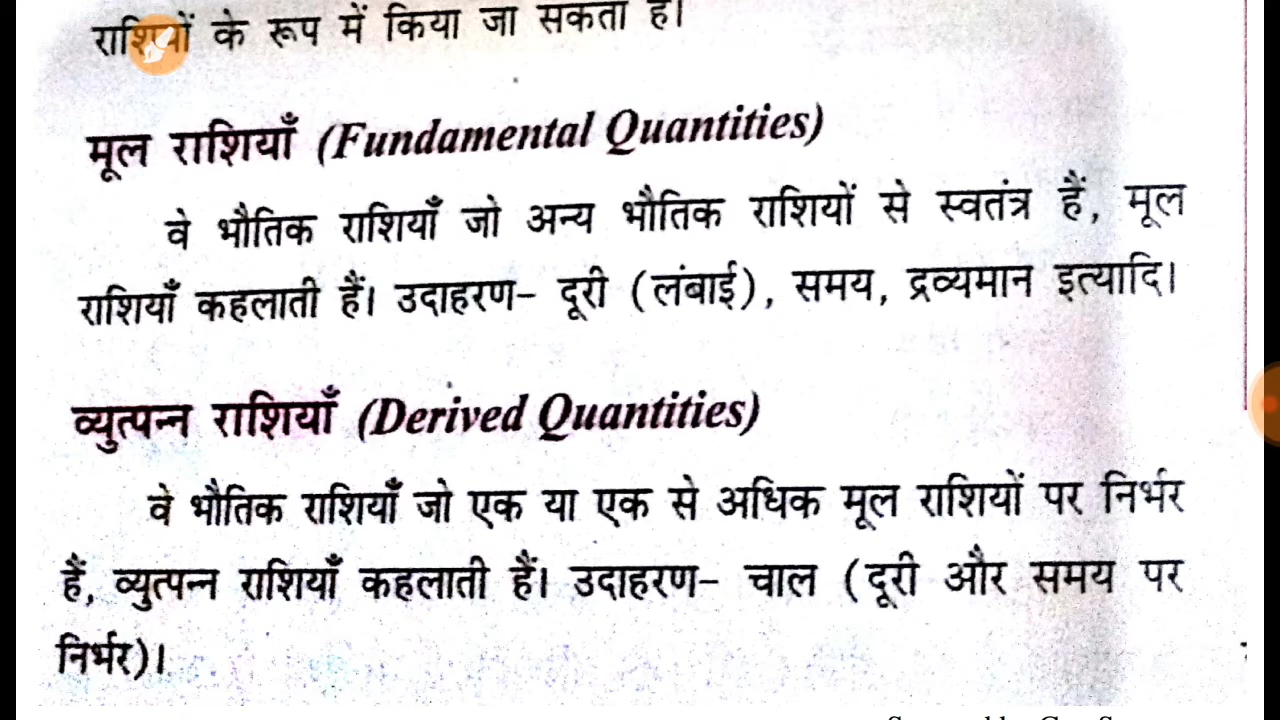 राशियों के रूप में किया जा सकता है।
मूल राशियाँ (Fundamental Quantities)
वे भौतिक राशियाँ जो अन्य भौतिक राशियों से स्वतंत्र हैं, मूल
राशियाँ कहलाती हैं। उदाहरण– दूरी (लंबाई), समय, द्रव्यमान इत्यादि।
व्युत्पन्न राशियाँ (Derived Quantities)
वे भौतिक राशियाँ जो एक या एक से अधिक मूल राशियों पर निर्भर
हैं, व्युत्पन्न राशियाँ कहलाती हैं। उदाहरण– चाल (दूरी और समय पर
निर्भर)।